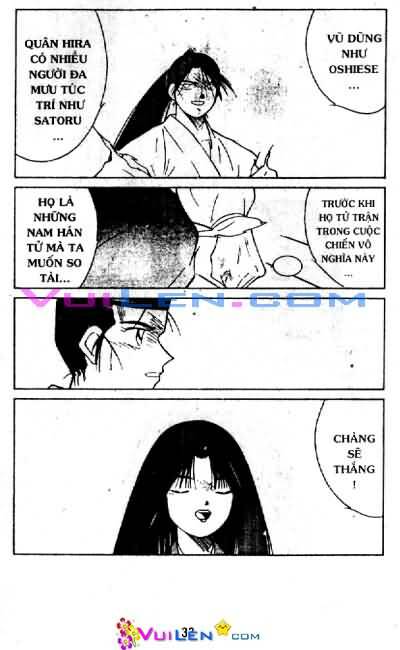 VŨ DŨNG
NHƯ
OSHIESE
...
QUÂN HIRA
CÓ NHIỀU
NGƯỜI ĐA
MƯU TÚC
TRÍ NHƯ
SATORU
...
TRƯỚC KHI
HỌ TỬ TRẬN
TRONG CUỘC
CHIẾN VÔ
NGHĨA NÀY
...
HỌ LÀ
NHỮNG
NAM HÁN
TỬ MÀ TA
MUỐN SO
TÀI...
VUILEN.COM
CHÀNG
SẼ
THẮNG
!
32
VUILEN.COM